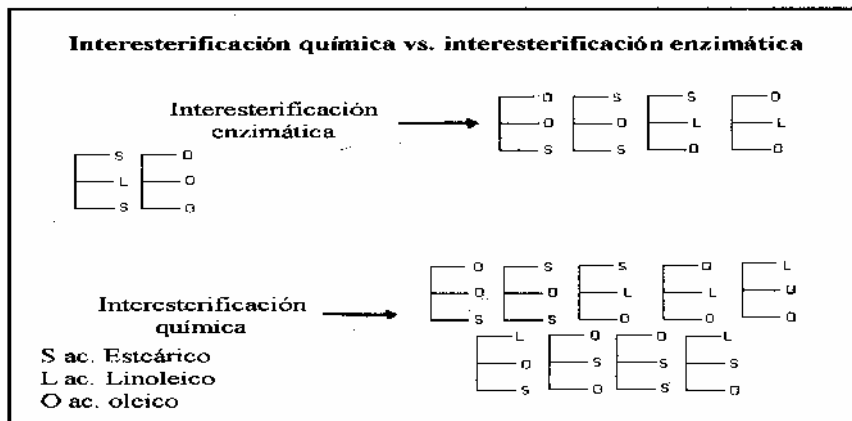 Interesterificación química vs. interesterificación enzimática
Interesterificación
enzimática
O S S O
O O L L
S S O O
S O
L O
S O
O S S O L
O O L L O
S S O O O
Interesterificación
química
L O O L
O S S S
S O S O
S ac. Esteárico
L ac. Linoleico
O ac. oleico